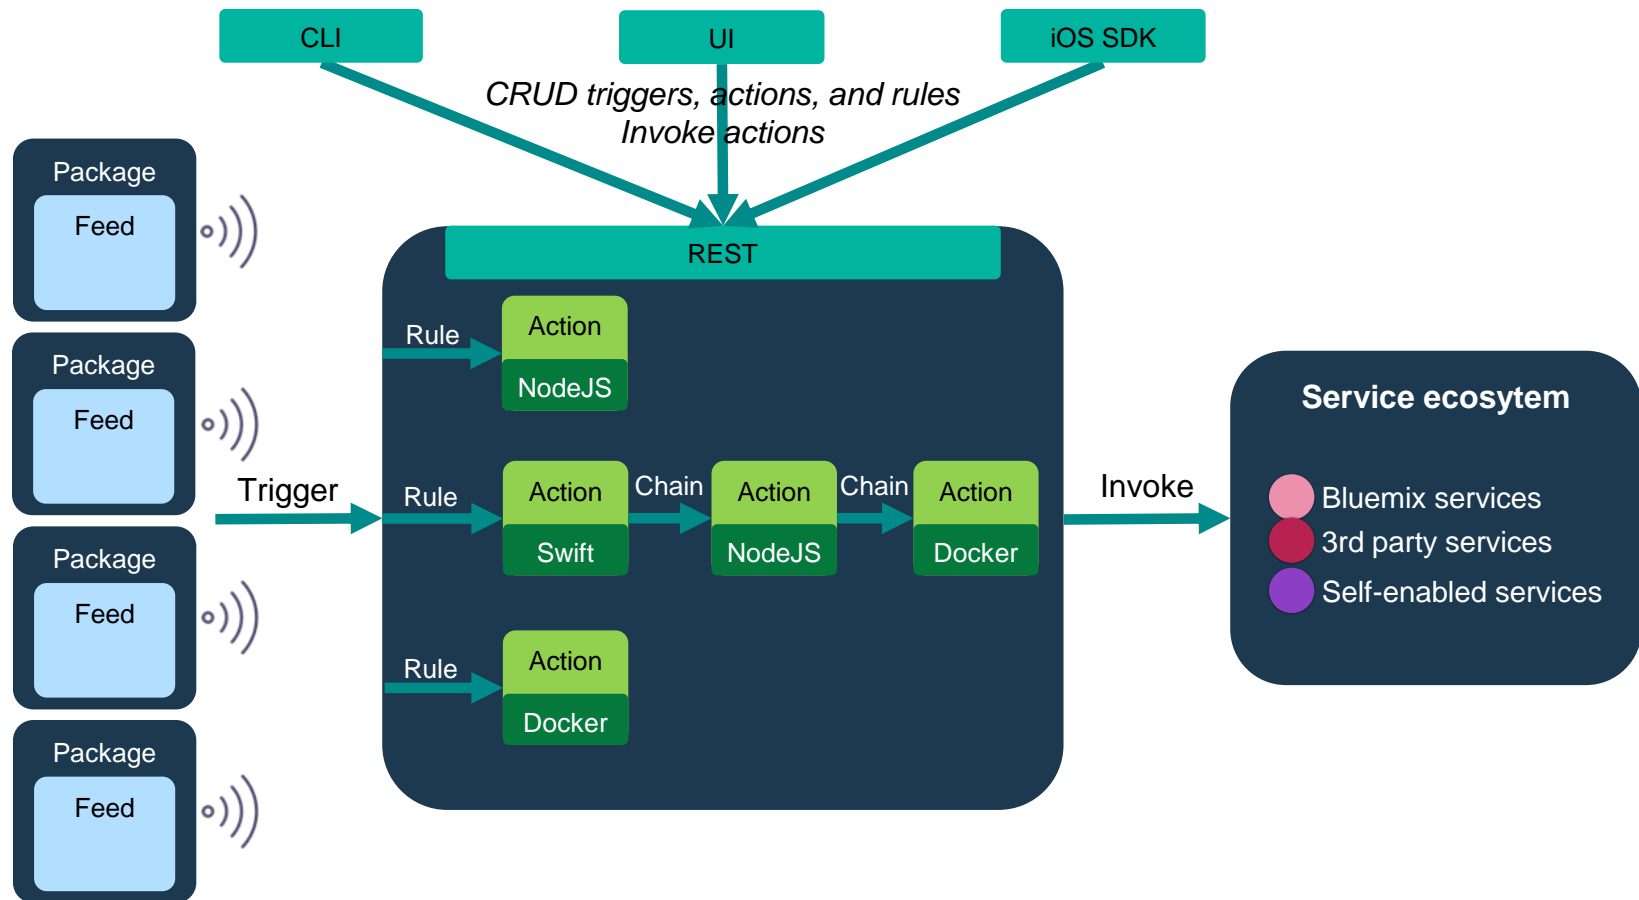 CLI
UI
iOS SDK
CRUD triggers, actions, and rules
Invoke actions
Package
Feed
Package
Feed
Package
Feed
Package
Feed
Trigger
REST
Rule
Action
NodeJS
Rule
Action
Swift
Chain
Action
NodeJS
Chain
Action
Docker
Rule
Action
Docker
Invoke
Service ecosytem
Bluemix services
3rd party services
Self-enabled services